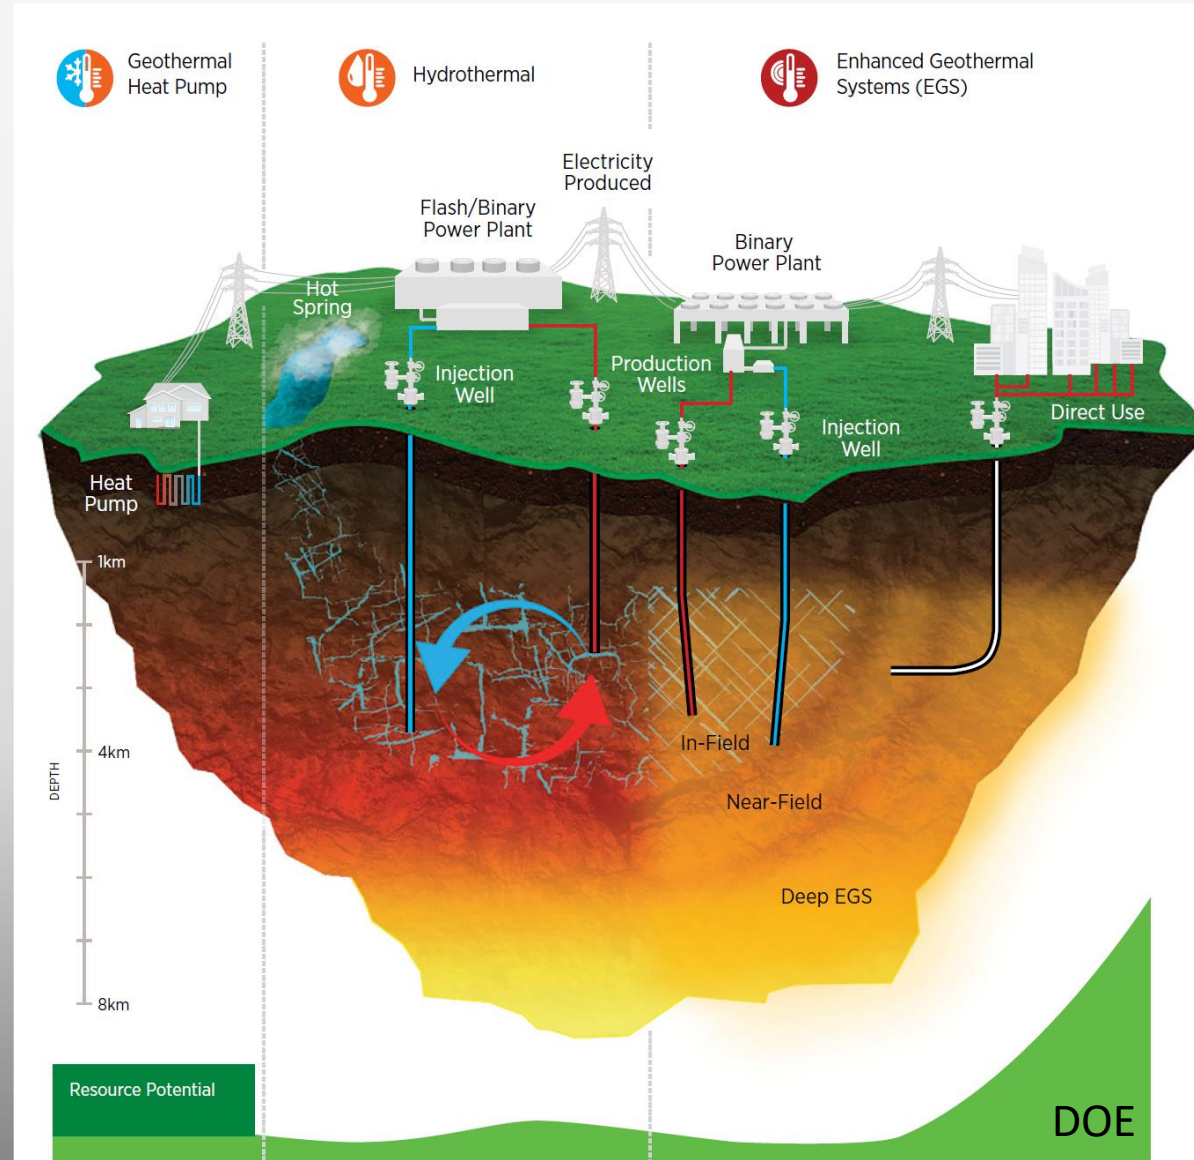 Geothermal
Heat Pump
Hydrothermal
Enhanced Geothermal
Systems (EGS)
Electricity
Produced
Flash/Binary
Power Plant
Binary
Power Plant
Hot
Spring
Injection
Well
Production
Wells
Injection
Well
Direct Use
Heat
Pump
1km
In-Field
4km
DEPTH
Near-Field
Deep EGS
8km
Resource Potential
DOE